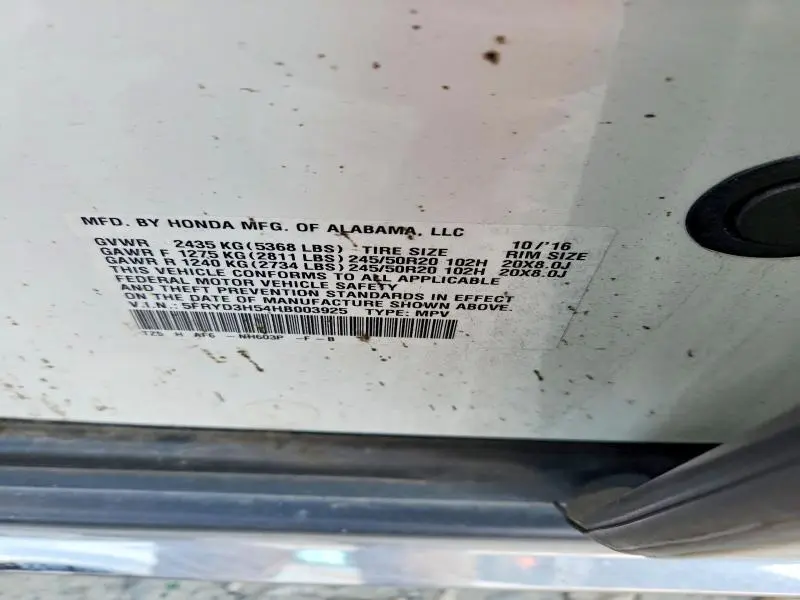 MFD. BY HONDA MFG. OF ALABAMA, LLC 10/'16
GVWR 2435 KG(5368 LBS) TIRE SIZE RIM SIZE
GAWR F 1275 KG(2811 LBS)245/50R20 102H 20X8.0J
GAWR R 1240 KG(2734 LBS)245/50R20 102H 20X8.0J
THIS VEHICLE CONFORMS TO ALL APPLICABLE
FEDERAL MOTOR VEHICLE SAFETY
AND THEFT PREVENTION STANDARDS IN EFFECT
ON THE DATE OF MANUFACTURE SHOWN ABOVE.
V.I.N.: 5FRYD3H54HB003925 TYPE: MPV
TZ5 H AF6 -NH603P -F-B